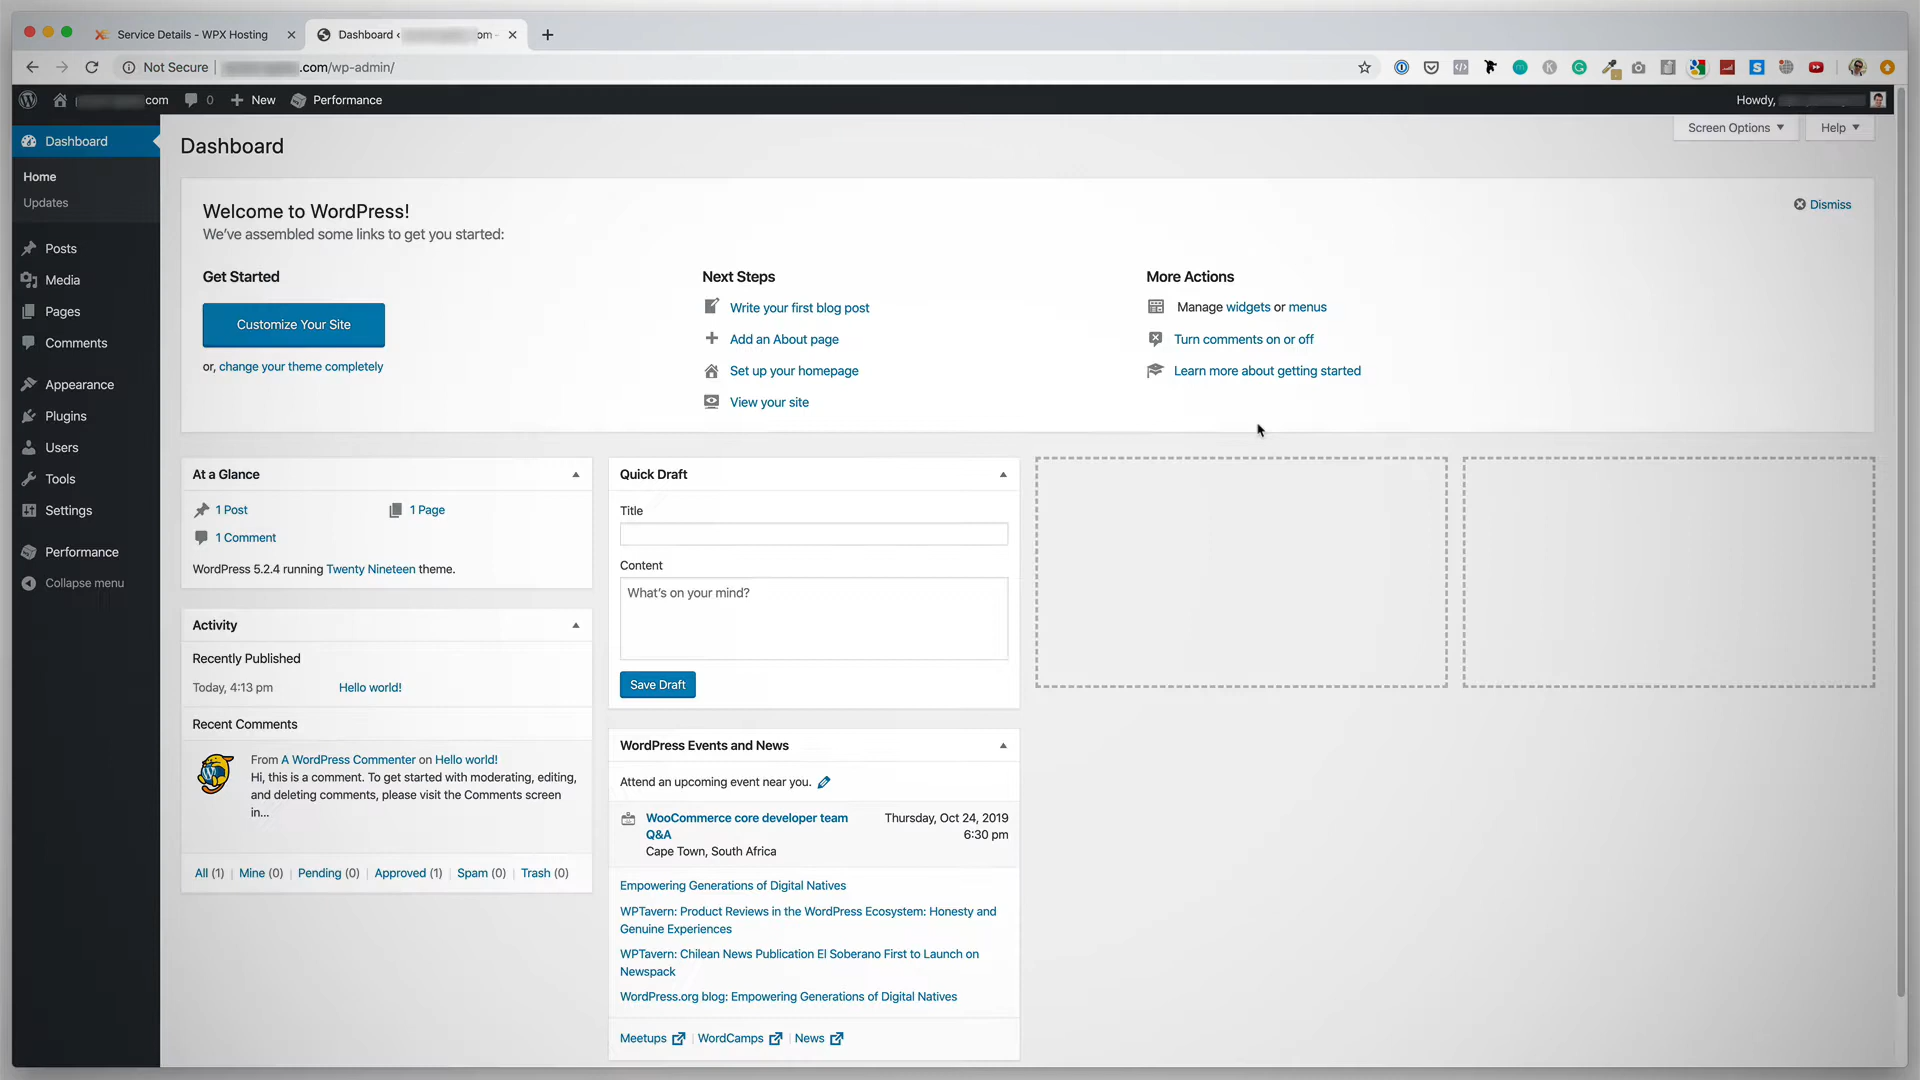 Service Details - WPX Hosting
Dashboard ‹ om -
Not Secure .com/wp-admin/
com 0 New Performance
Howdy,
Screen Options Help
Dashboard
Home
Updates
Posts
Media
Pages
Comments
Appearance
Plugins
Users
Tools
Settings
Performance
Collapse menu
Dashboard
Welcome to WordPress!
We've assembled some links to get you started:
Dismiss
Get Started
Customize Your Site
or, change your theme completely
Next Steps
Write your first blog post
Add an About page
Set up your homepage
View your site
More Actions
Manage widgets or menus
Turn comments on or off
Learn more about getting started
At a Glance
1 Post 1 Page
1 Comment
WordPress 5.2.4 running Twenty Nineteen theme.
Activity
Recently Published
Today, 4:13 pm Hello world!
Recent Comments
From A WordPress Commenter on Hello world!
Hi, this is a comment. To get started with moderating, editing,
and deleting comments, please visit the Comments screen
in...
All (1) | Mine (0) | Pending (0) | Approved (1) | Spam (0) | Trash (0)
Quick Draft
Title
Content
What's on your mind?
Save Draft
WordPress Events and News
Attend an upcoming event near you.
WooCommerce core developer team Thursday, Oct 24, 2019
Q&A 6:30 pm
Cape Town, South Africa
Empowering Generations of Digital Natives
WPTavern: Product Reviews in the WordPress Ecosystem: Honesty and
Genuine Experiences
WPTavern: Chilean News Publication El Soberano First to Launch on
Newspack
WordPress.org blog: Empowering Generations of Digital Natives
Meetups | WordCamps | News